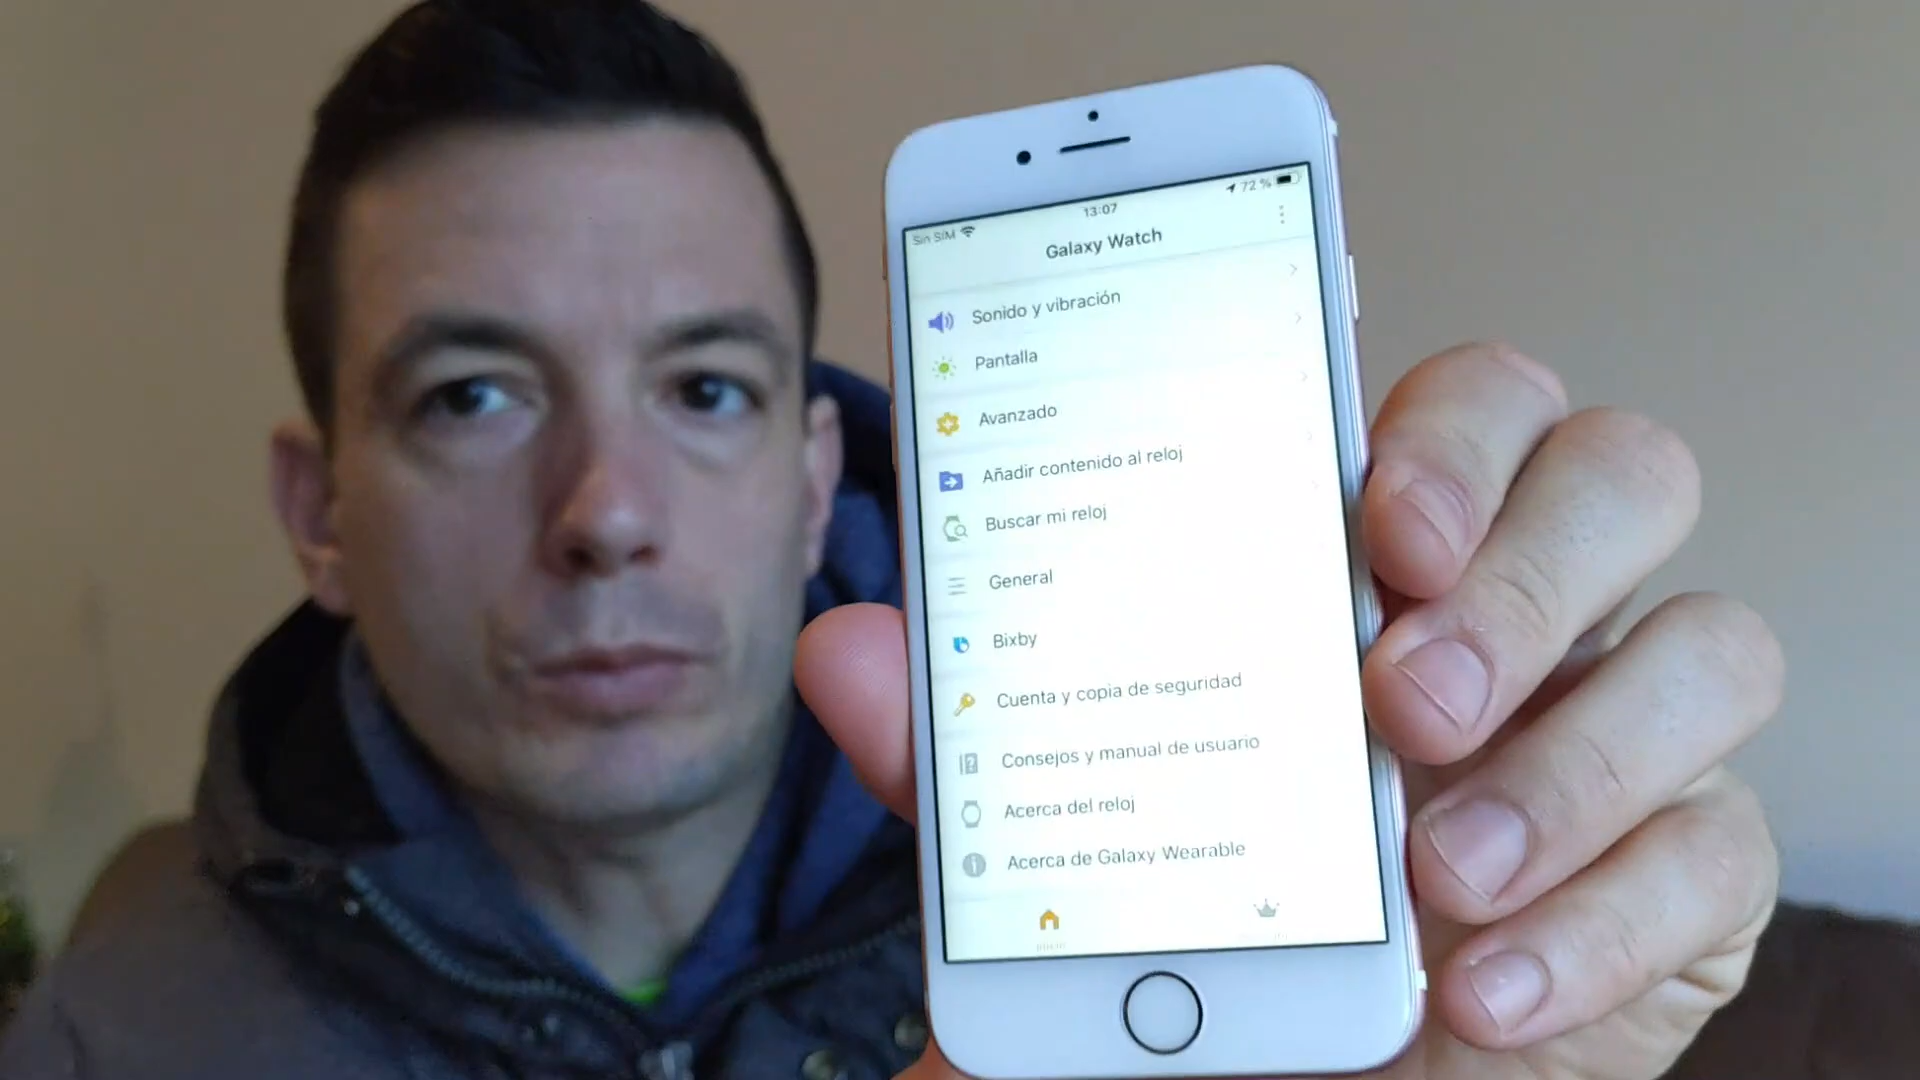 Sin SIM
13:07
72 %
Galaxy Watch
Sonido y vibración
Pantalla
Avanzado
Añadir contenido al reloj
Buscar mi reloj
General
Bixby
Cuenta y copia de seguridad
Consejos y manual de usuario
Acerca del reloj
Acerca de Galaxy Wearable